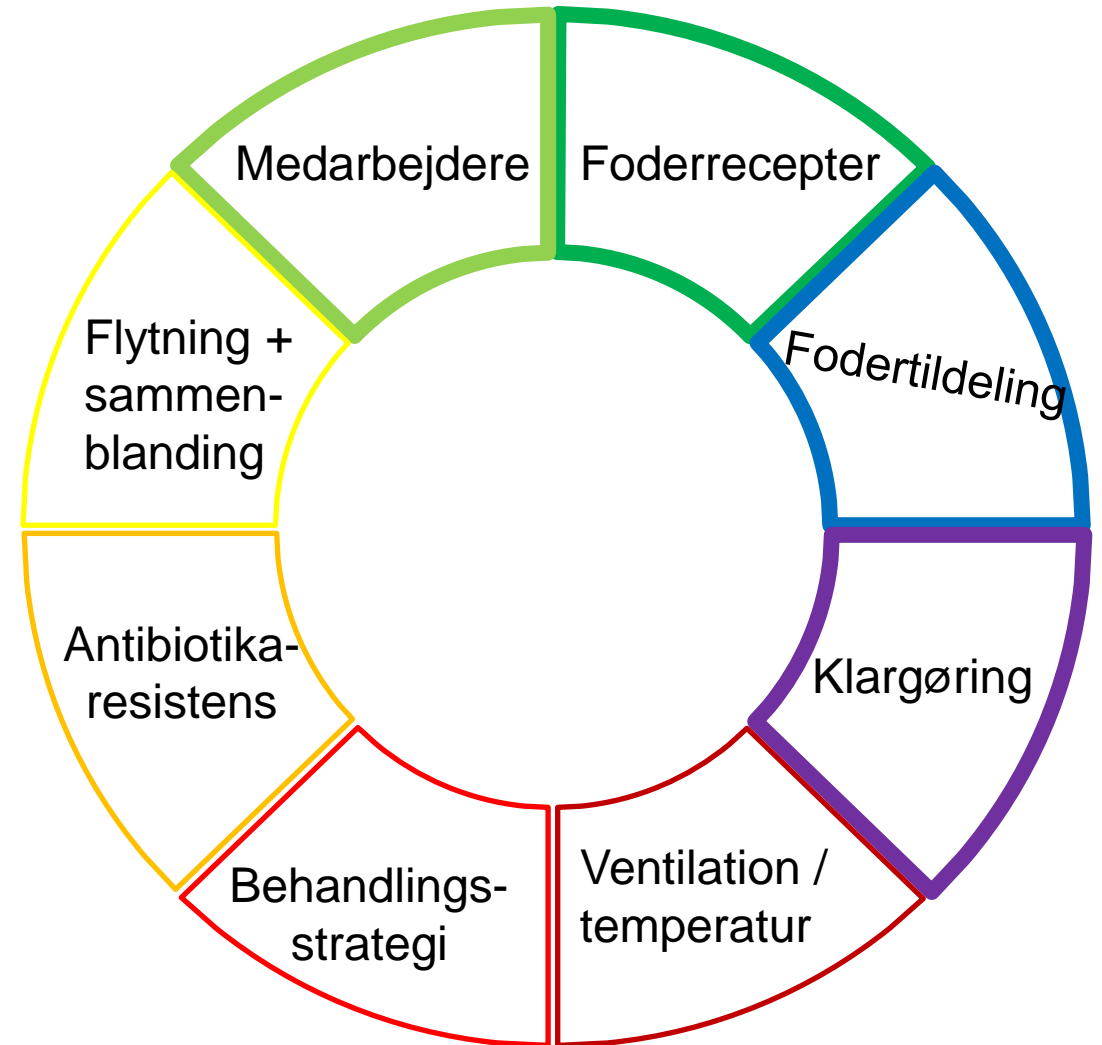 Medarbejdere
Foderrecepter
Fodertildeling
Klargøring
Ventilation /
temperatur
Behandlings-
strategi
Antibiotika-
resistens
Flytning +
sammen-
blanding